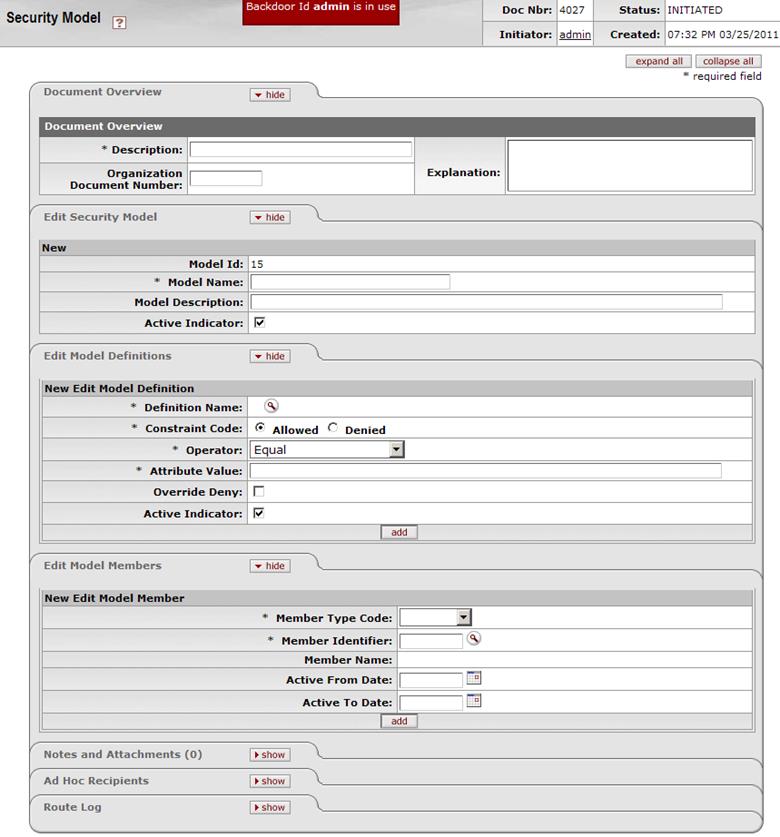 Backdoor Id admin is in use
Security Model ?
Doc Nbr: 4027 Status: INITIATED
Initiator: admin Created: 07:32 PM 03/25/2011
expand all collapse all
* required field
Document Overview hide
Document Overview
* Description:
Organization Document Number:
Explanation:
Edit Security Model hide
New
Model Id: 15
* Model Name:
Model Description:
Active Indicator:
Edit Model Definitions hide
New Edit Model Definition
* Definition Name:
* Constraint Code: Allowed Denied
* Operator: Equal
* Attribute Value:
Override Deny:
Active Indicator:
add
Edit Model Members hide
New Edit Model Member
* Member Type Code:
* Member Identifier:
Member Name:
Active From Date:
Active To Date:
add
Notes and Attachments (0) show
Ad Hoc Recipients show
Route Log show